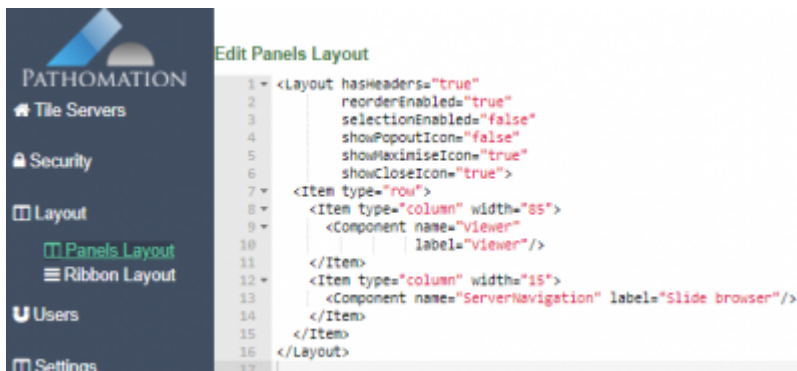 PATHOMATION
Tile Servers
Security
Layout
Panels Layout
Ribbon Layout
Users
Settings
Edit Panels Layout
1 <Layout hasHeaders="true"
2 reorderEnabled="true"
3 selectionEnabled="false"
4 showPopoutIcon="false"
5 showMaximiseIcon="true"
6 showCloseIcon="true">
7 <Item type="row">
8 <Item type="column" width="85">
9 <Component name="Viewer"
10 label="Viewer"/>
11 </Item>
12 <Item type="column" width="15">
13 <Component name="ServerNavigation" label="Slide browser"/>
14 </Item>
15 </Item>
16 </Layout>
17